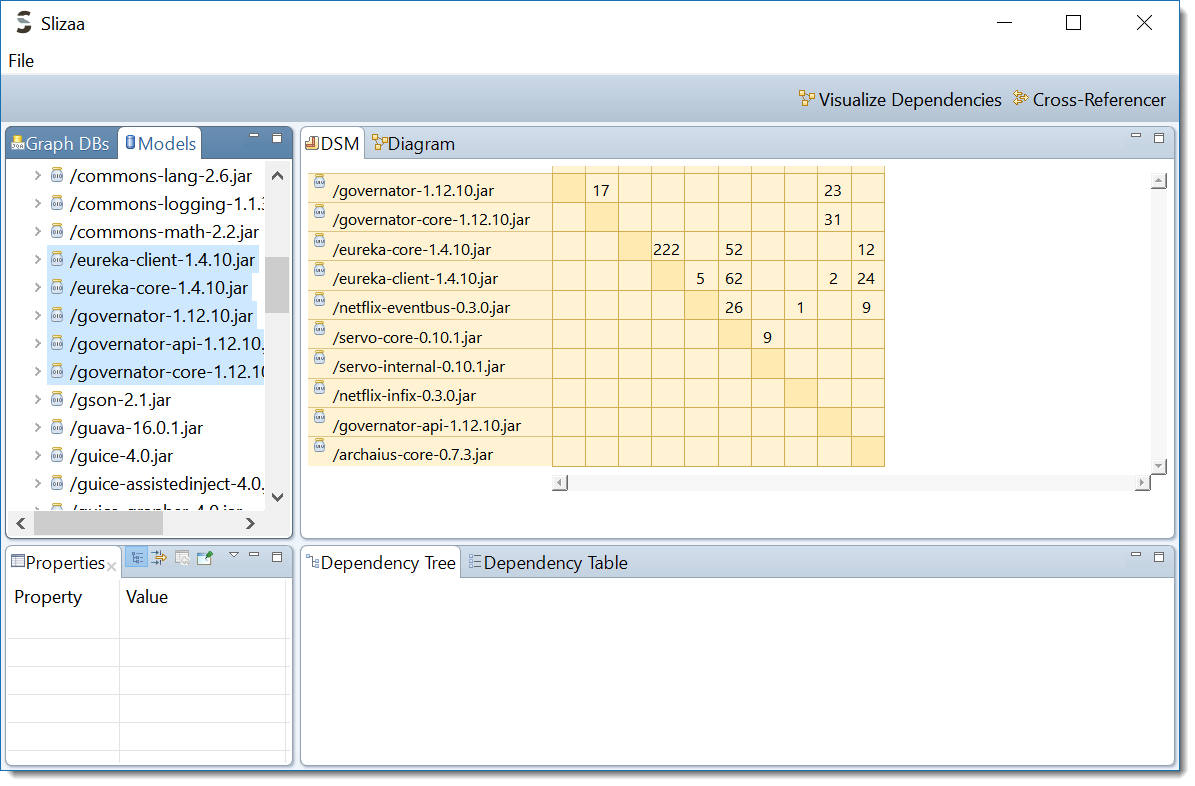 Slizaa
File
Visualize Dependencies Cross-Referencer
Graph DBs Models
/commons-lang-2.6.jar
/commons-logging-1.1.3
/commons-math-2.2.jar
/eureka-client-1.4.10.jar
/eureka-core-1.4.10.jar
/governator-1.12.10.jar
/governator-api-1.12.10.
/governator-core-1.12.10
/gson-2.1.jar
/guava-16.0.1.jar
/guice-4.0.jar
/guice-assistedinject-4.0.
DSM Diagram
/governator-1.12.10.jar 17 23
/governator-core-1.12.10.jar 31
/eureka-core-1.4.10.jar 222 52 12
/eureka-client-1.4.10.jar 5 62 2 24
/netflix-eventbus-0.3.0.jar 26 1 9
/servo-core-0.10.1.jar 9
/servo-internal-0.10.1.jar
/netflix-infix-0.3.0.jar
/governator-api-1.12.10.jar
/archaius-core-0.7.3.jar
Properties
Property Value
Dependency Tree Dependency Table